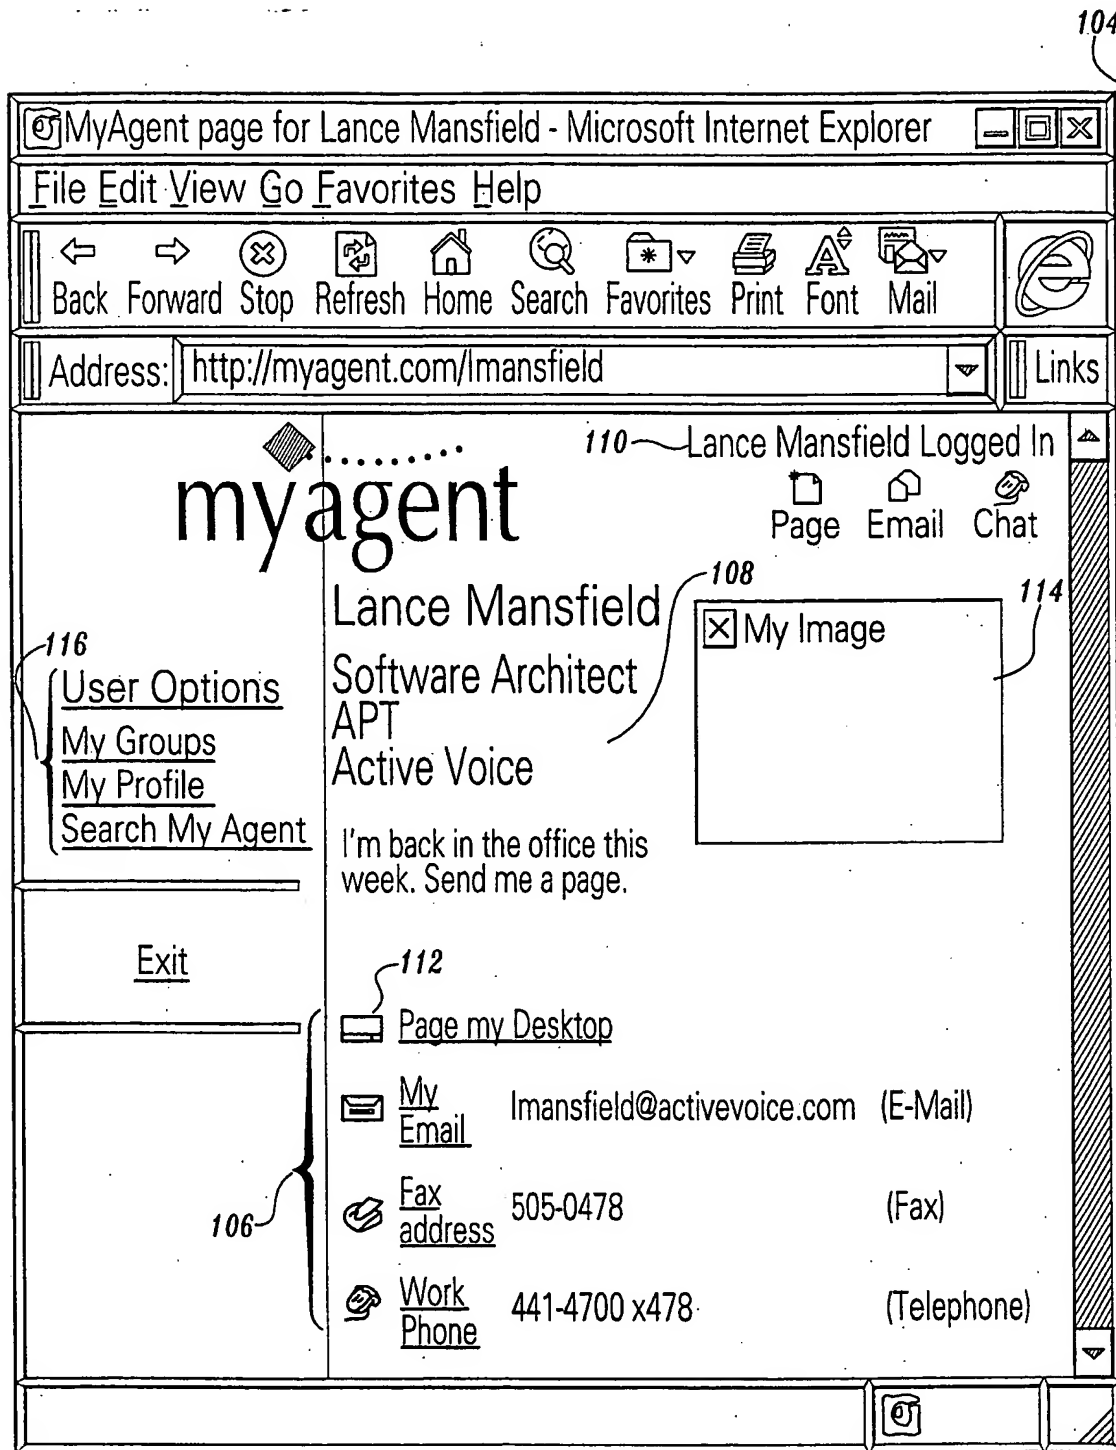 104
MyAgent page for Lance Mansfield - Microsoft Internet Explorer
File Edit View Go Favorites Help
Back Forward Stop Refresh Home Search Favorites Print Font Mail
Address: http://myagent.com/lmansfield Links
110 Lance Mansfield Logged In
myagent
Page Email Chat
108
Lance Mansfield
114
My Image
116
User Options
Software Architect
My Groups
APT
My Profile
Active Voice
Search My Agent
I'm back in the office this
week. Send me a page.
Exit
112
Page my Desktop
My
Email
lmansfield@activevoice.com (E-Mail)
106
Fax
address
505-0478 (Fax)
Work
Phone
441-4700 x478 (Telephone)